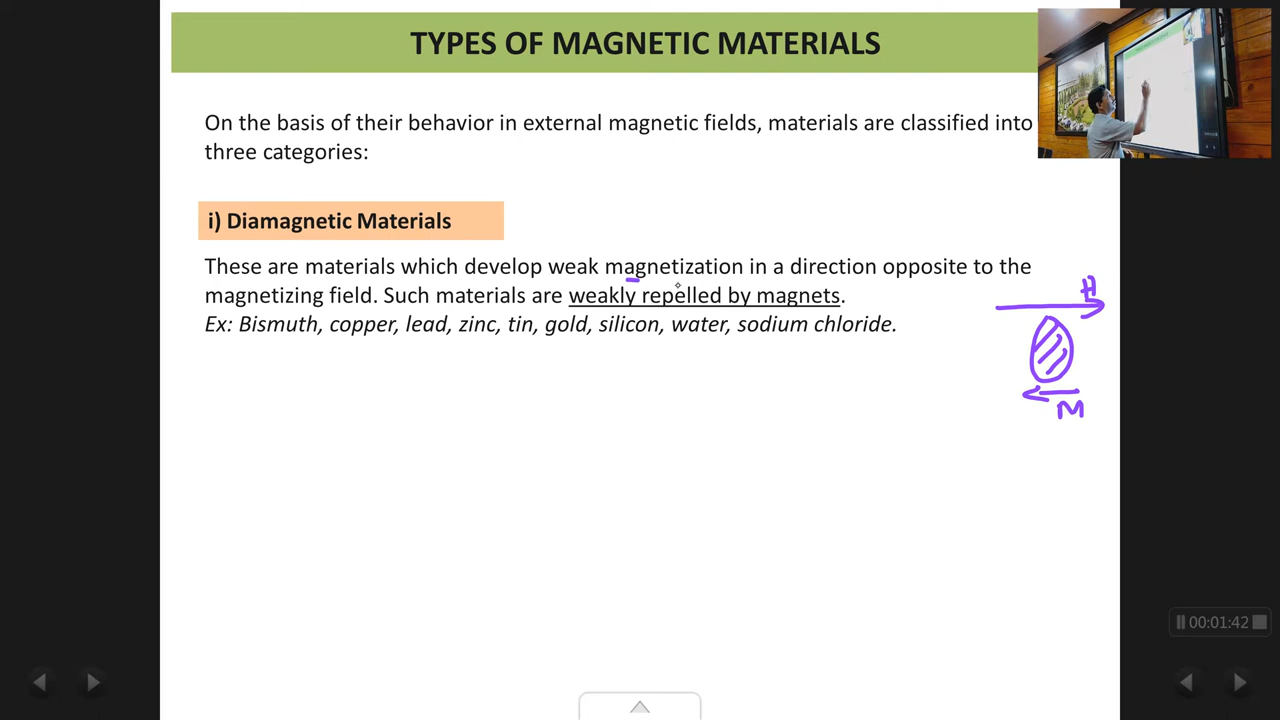 TYPES OF MAGNETIC MATERIALS
On the basis of their behavior in external magnetic fields, materials are classified into
three categories:
i) Diamagnetic Materials
These are materials which develop weak magnetization in a direction opposite to the
magnetizing field. Such materials are weakly repelled by magnets.
Ex: Bismuth, copper, lead, zinc, tin, gold, silicon, water, sodium chloride.
H
M
00:01:42